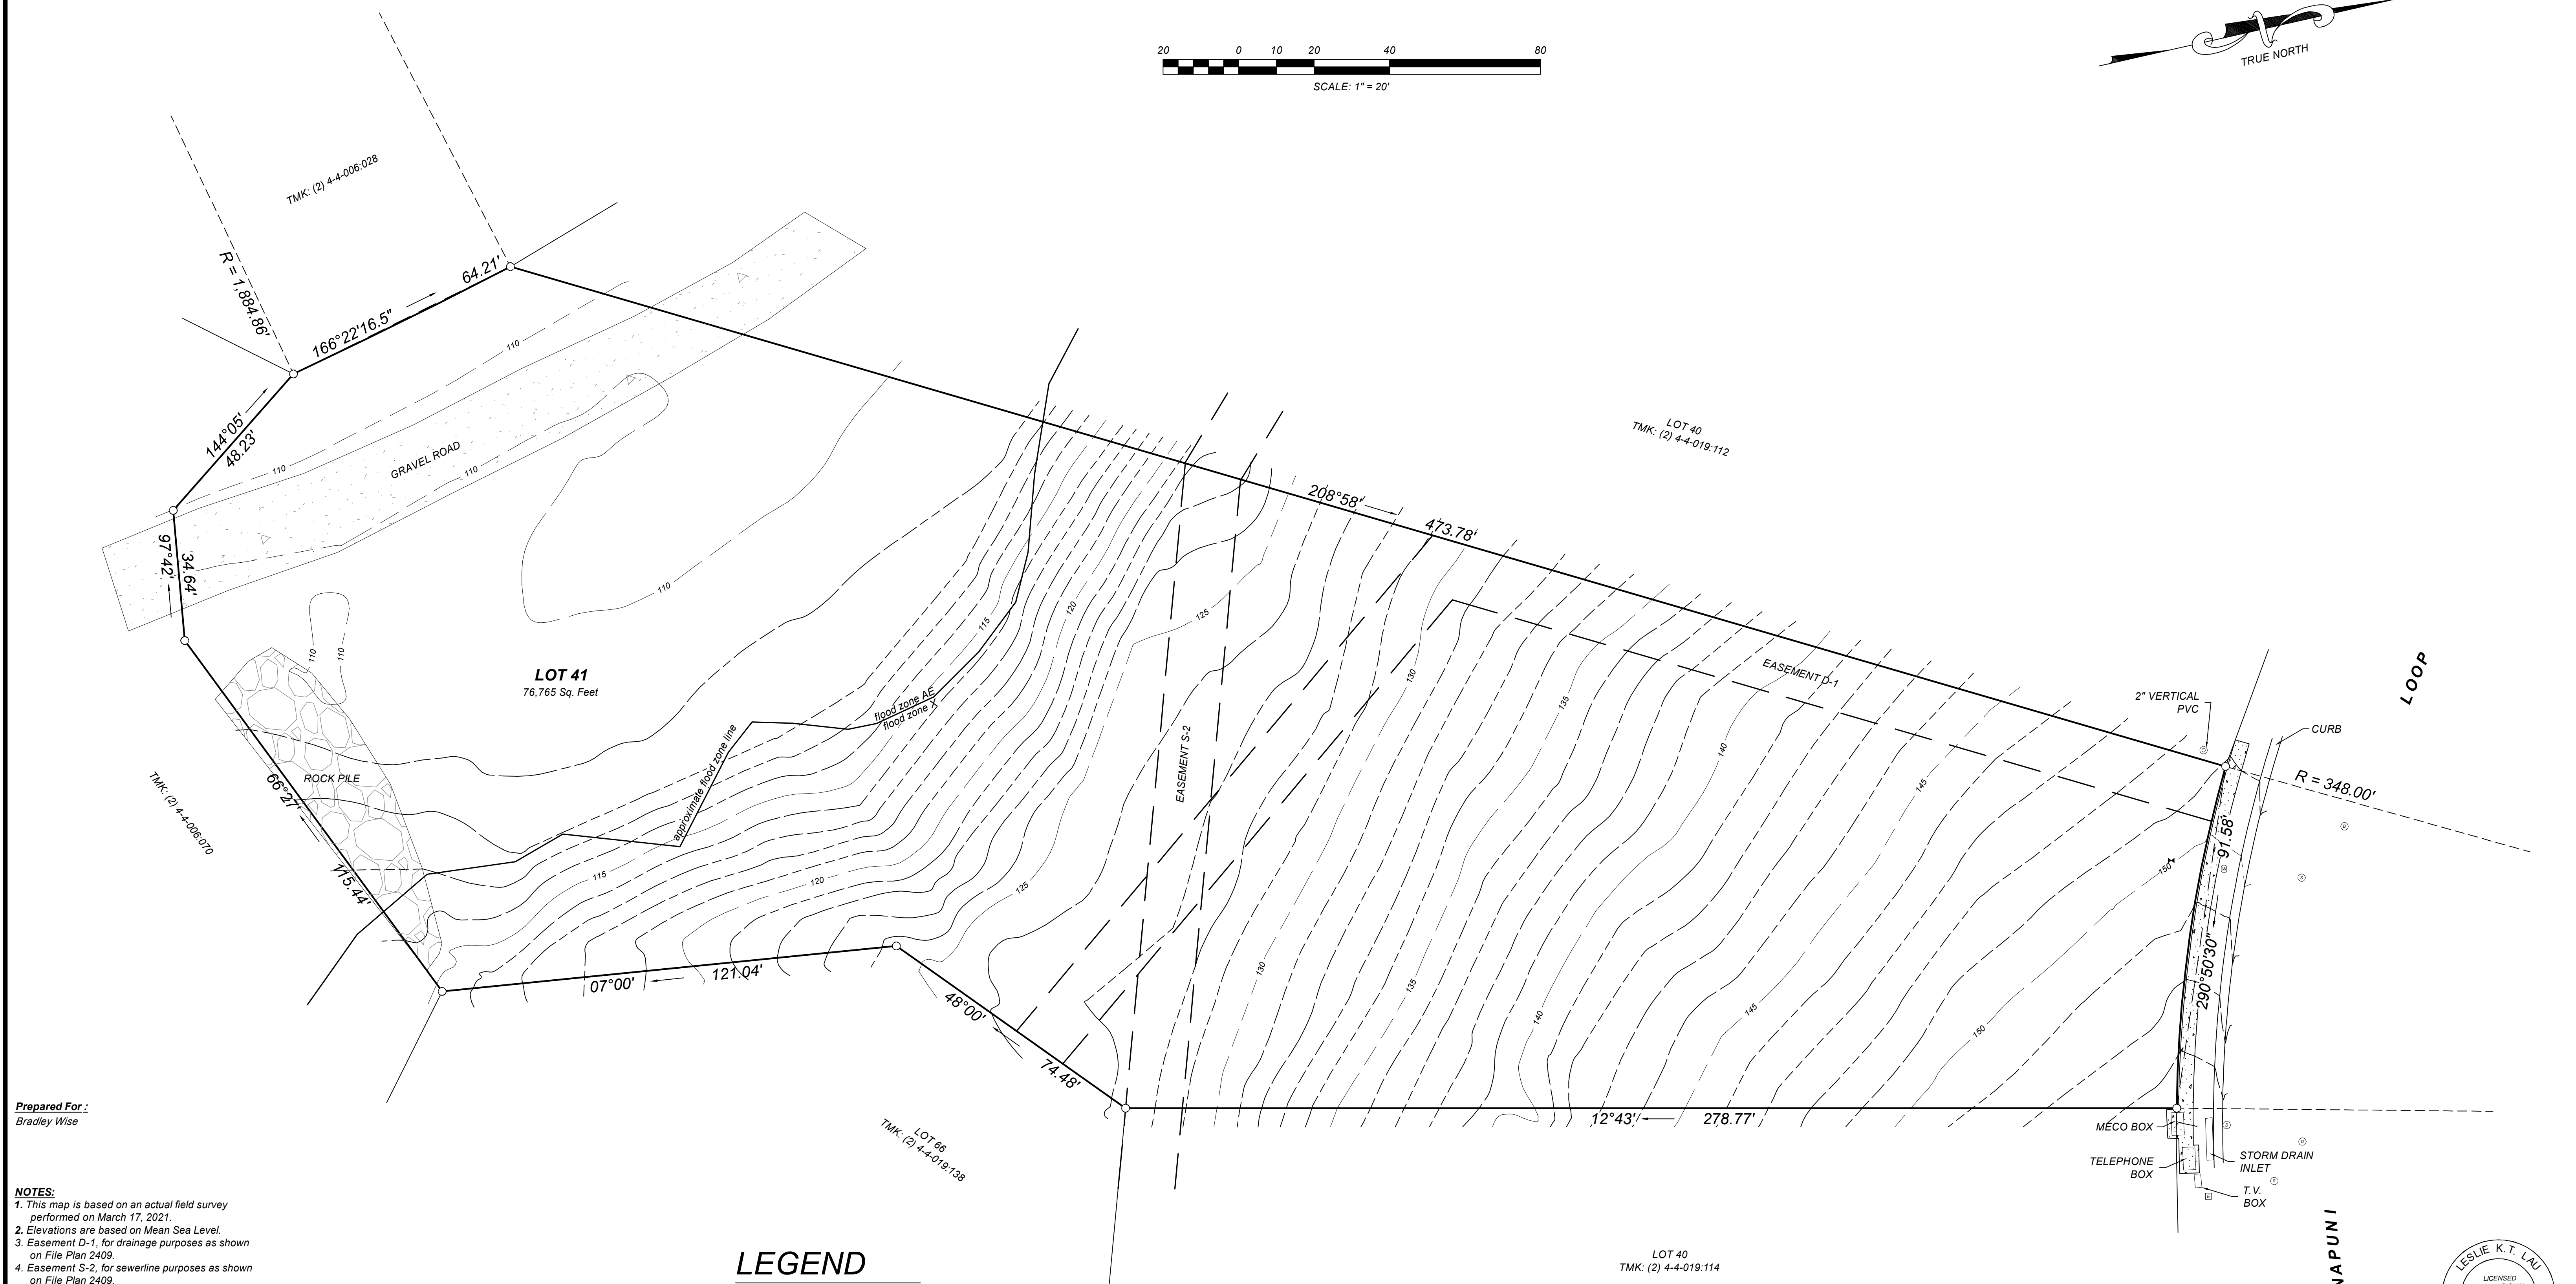 20 0 10 20 40 80
SCALE: 1" = 20'
TRUE NORTH
TMK: (2) 4-4-006:028
R = 1,884.86'
166°22'16.5"
64.21'
110
144°05'
48.23'
110
GRAVEL ROAD
110
97°42'
34.64'
110
110
110
LOT 41
76,765 Sq. Feet
ROCK PILE
66°27'
115.44'
TMK: (2) 4-4-006:070
flood zone AE
flood zone X
approximate flood zone line
115
120
125
115
120
125
EASEMENT S-2
208°58'
473.78'
LOT 40
TMK: (2) 4-4-019:112
130
135
140
145
150
EASEMENT D-1
130
135
140
145
150
2" VERTICAL
PVC
LOOP
CURB
R = 348.00'
91.58'
290°50'30"
07°00'
121.04'
48°00'
74.48'
12°43'
278.77'
LOT 66
TMK: (2) 4-4-019:138
MECO BOX
TELEPHONE
BOX
STORM DRAIN
INLET
T.V.
BOX
NAPUNI
LOT 40
TMK: (2) 4-4-019:114
Prepared For :
Bradley Wise
NOTES:
1. This map is based on an actual field survey
performed on March 17, 2021.
2. Elevations are based on Mean Sea Level.
3. Easement D-1, for drainage purposes as shown
on File Plan 2409.
4. Easement S-2, for sewerline purposes as shown
on File Plan 2409.
LEGEND
LESLIE K.T. LAU
LICENSED